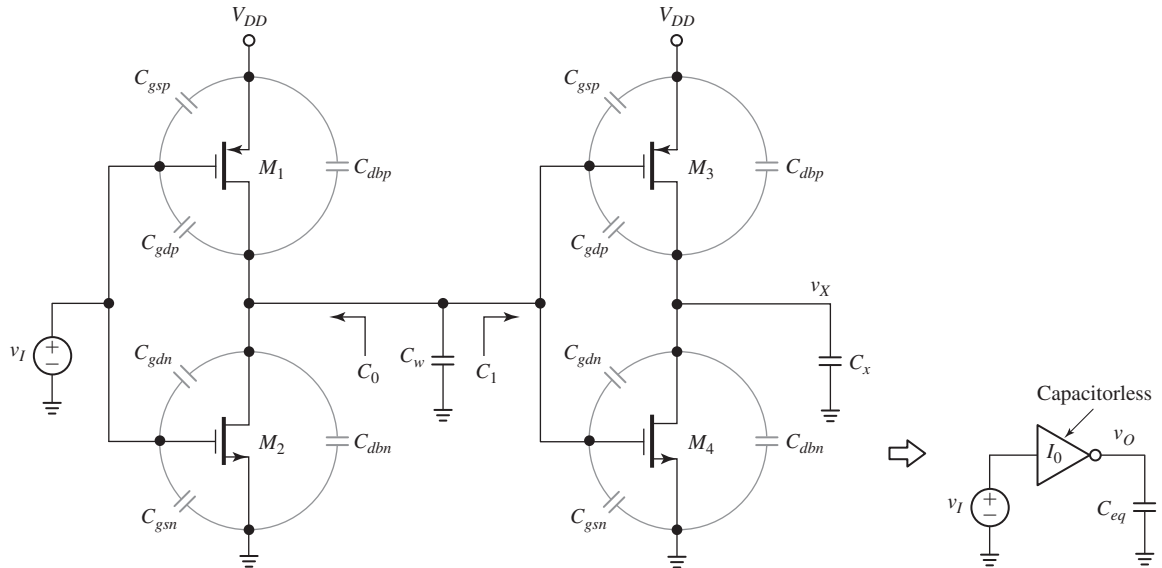 V_DD
V_DD
C_gsp
C_gsp
M_1
C_dbp
M_3
C_dbp
C_gdp
C_gdp
v_X
v_I
+
−
C_gdn
C_0
C_w
C_1
C_gdn
C_x
M_2
C_dbn
M_4
C_dbn
C_gsn
C_gsn
Capacitorless
I_0
v_O
v_I
+
−
C_eq